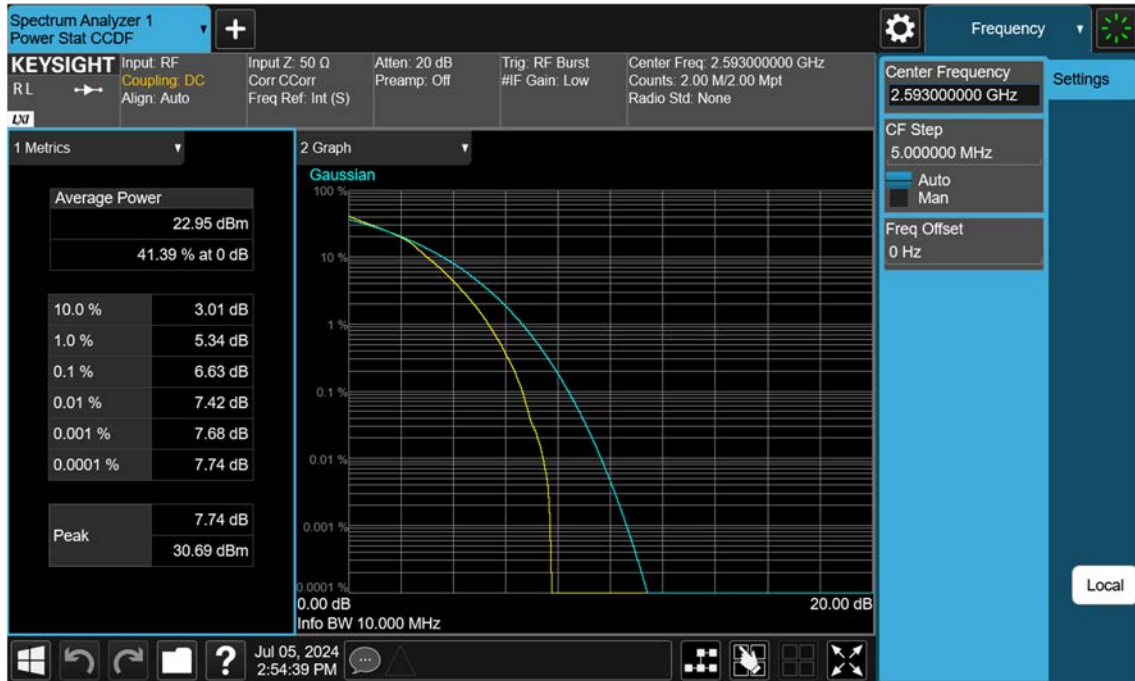 Spectrum Analyzer 1
Power Stat CCDF
Frequency
KEYSIGHT
R L
LXI
Input: RF
Coupling: DC
Align: Auto
Input Z: 50 Ω
Corr CCorr
Freq Ref: Int (S)
Atten: 20 dB
Preamp: Off
Trig: RF Burst
#IF Gain: Low
Center Freq: 2.593000000 GHz
Counts: 2.00 M/2.00 Mpt
Radio Std: None
Center Frequency
2.593000000 GHz
Settings
CF Step
5.000000 MHz
Auto
Man
Freq Offset
0 Hz
Local
1 Metrics
Average Power
22.95 dBm
41.39 % at 0 dB
10.0 % 3.01 dB
1.0 % 5.34 dB
0.1 % 6.63 dB
0.01 % 7.42 dB
0.001 % 7.68 dB
0.0001 % 7.74 dB
Peak
7.74 dB
30.69 dBm
2 Graph
Gaussian
100 %
10 %
1 %
0.1 %
0.01 %
0.001 %
0.0001 %
0.00 dB 20.00 dB
Info BW 10.000 MHz
?
Jul 05, 2024
2:54:39 PM